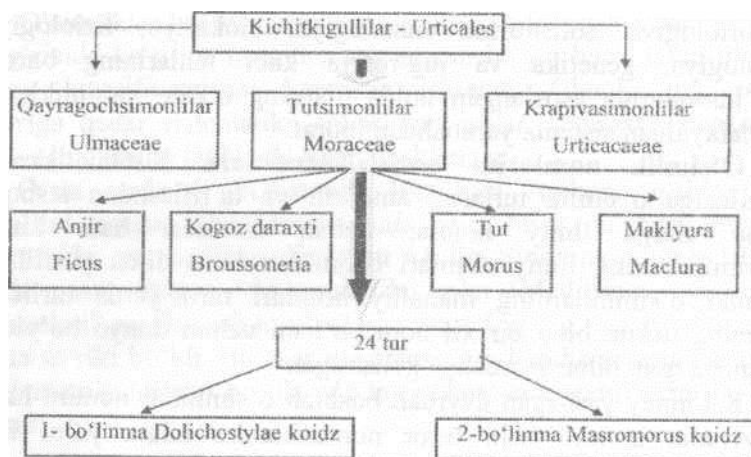 Kichitkigullilar - Urticales
Qayragochsimonlilar
Ulmaceae
Tutsimonlilar
Moraceae
Krapivasimonlilar
Urticacaeae
Anjir
Ficus
Kogoz daraxti
Broussonetia
Tut
Morus
Maklyura
Maclura
24 tur
1- bo‘linma Dolichostylae koidz
2-bo‘linma Masromorus koidz